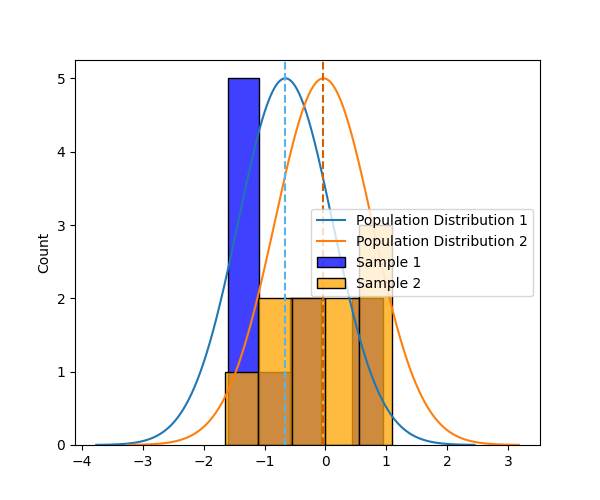 5
4
3
2
1
0
Count
Population Distribution 1
Population Distribution 2
Sample 1
Sample 2
−4 −3 −2 −1 0 1 2 3